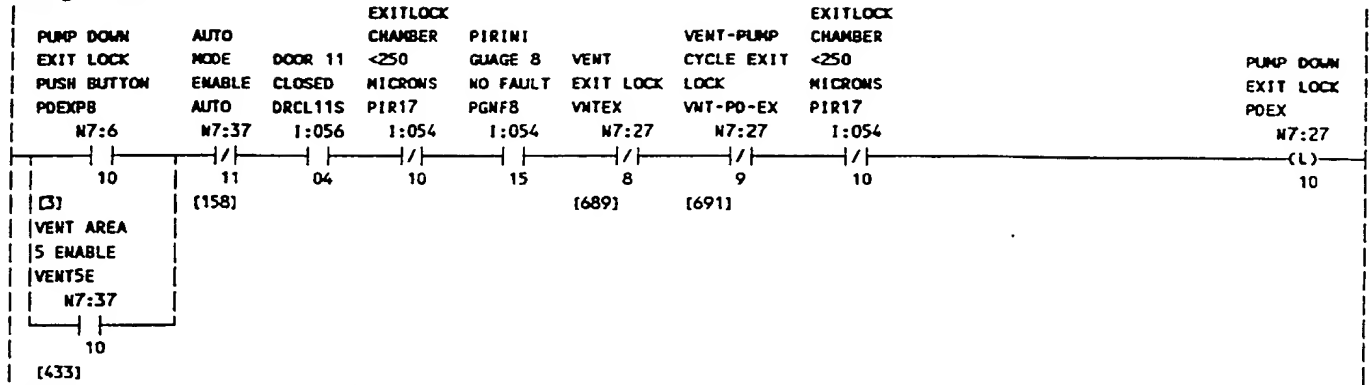 EXITLOCK EXITLOCK
PUMP DOWN AUTO CHAMBER PIRINI VENT-PUMP CHAMBER
EXIT LOCK MODE DOOR 11 <250 GUAGE 8 VENT CYCLE EXIT <250 PUMP DOWN
PUSH BUTTON ENABLE CLOSED MICRONS NO FAULT EXIT LOCK LOCK MICRONS EXIT LOCK
PDEXPB AUTO DRCL11S PIR17 PGNF8 VNTEX VNT-PD-EX PIR17 PDEX
N7:6 N7:37 I:056 I:054 I:054 N7:27 N7:27 I:054 N7:27
(L)
10 11 04 10 15 8 9 10 10
[3] [158] [689] [691]
VENT AREA
5 ENABLE
VENT5E
N7:37
10
[433]